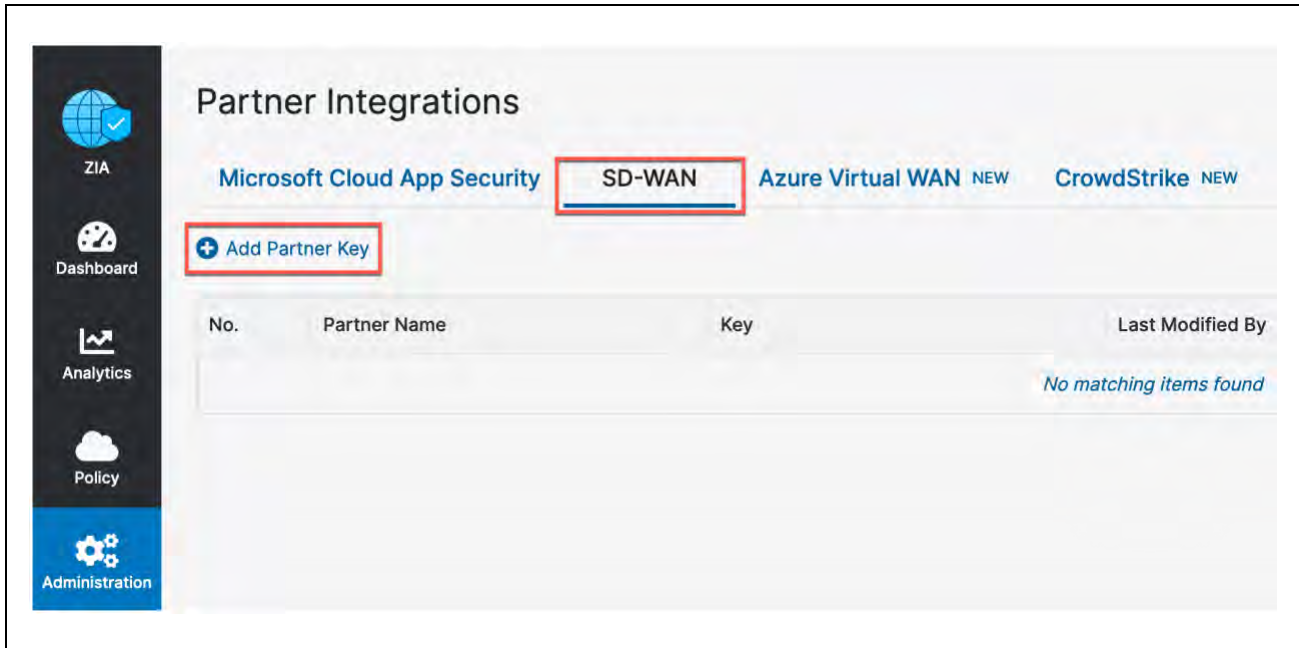 Partner Integrations
ZIA
Microsoft Cloud App Security SD-WAN Azure Virtual WAN NEW CrowdStrike NEW
Add Partner Key
Dashboard
No. Partner Name Key Last Modified By
Analytics
No matching items found
Policy
Administration